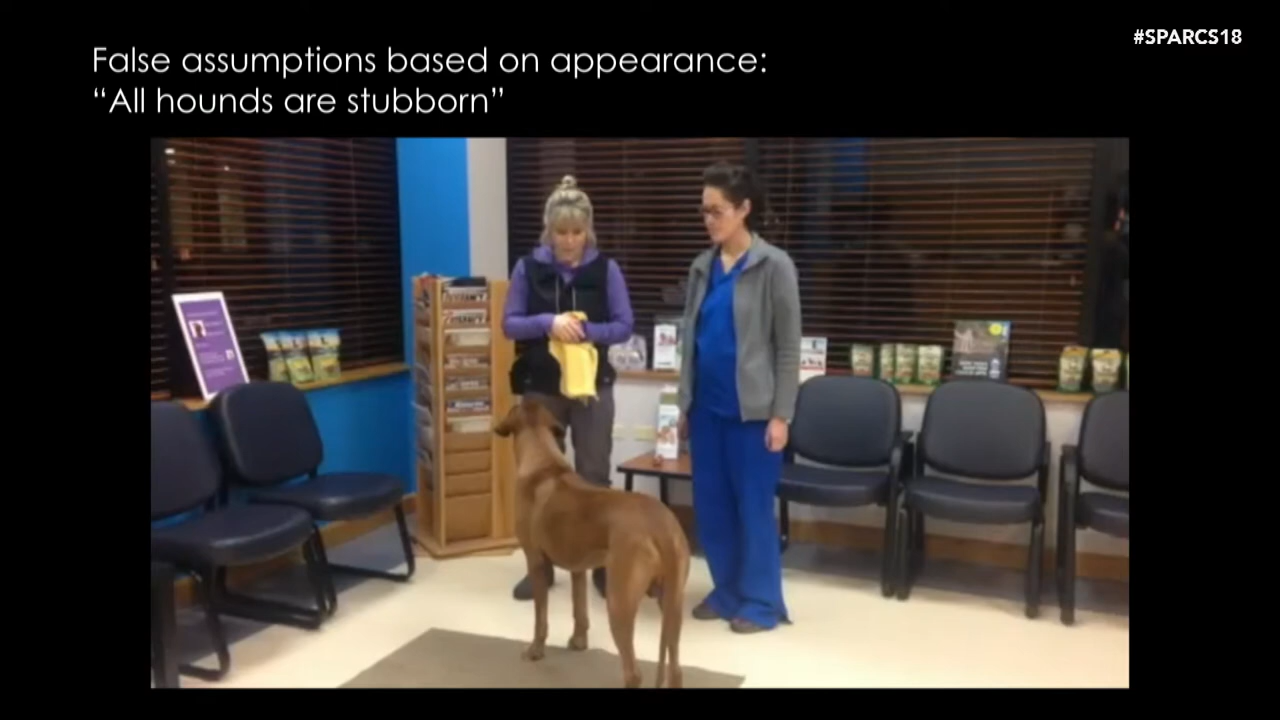 #SPARCS18
False assumptions based on appearance:
“All hounds are stubborn”